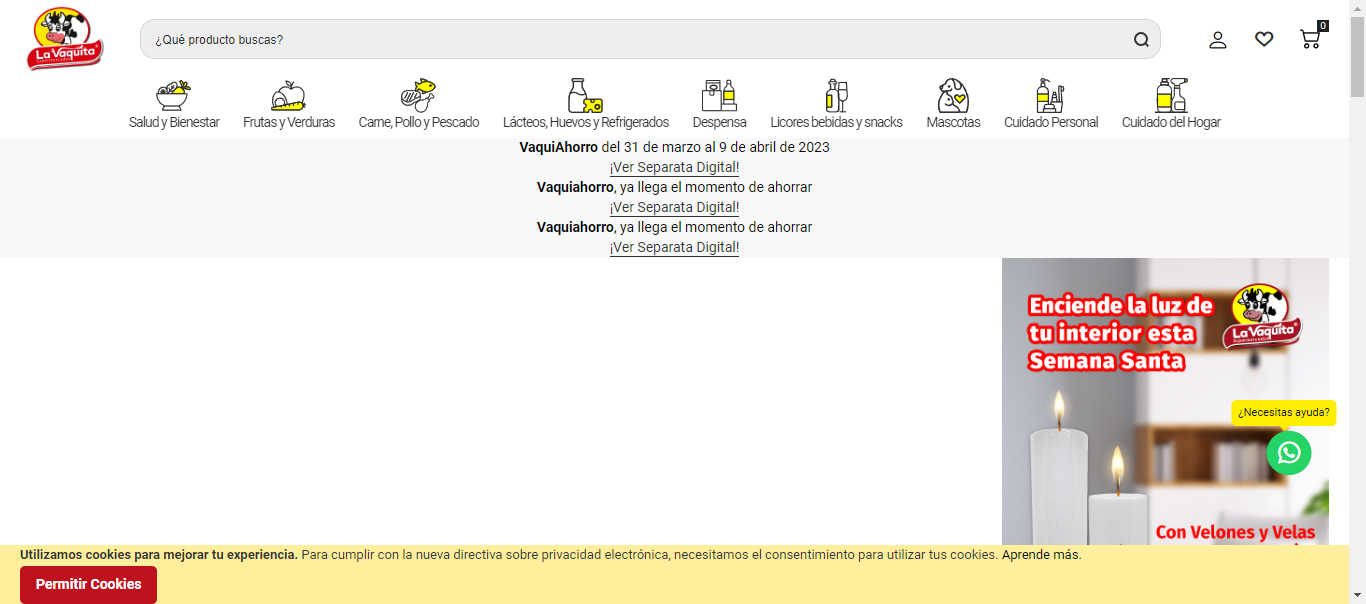 La Vaquita
Supermercados
¿Qué producto buscas?
0
Salud y Bienestar
Frutas y Verduras
Carne, Pollo y Pescado
Lácteos, Huevos y Refrigerados
Despensa
Licores bebidas y snacks
Mascotas
Cuidado Personal
Cuidado del Hogar
VaquiAhorro del 31 de marzo al 9 de abril de 2023
¡Ver Separata Digital!
Vaquiahorro, ya llega el momento de ahorrar
¡Ver Separata Digital!
Vaquiahorro, ya llega el momento de ahorrar
¡Ver Separata Digital!
Enciende la luz de
tu interior esta
Semana Santa
La Vaquita
Supermercados
¿Necesitas ayuda?
Con Velones y Velas
Utilizamos cookies para mejorar tu experiencia. Para cumplir con la nueva directiva sobre privacidad electrónica, necesitamos el consentimiento para utilizar tus cookies. Aprende más.
Permitir Cookies